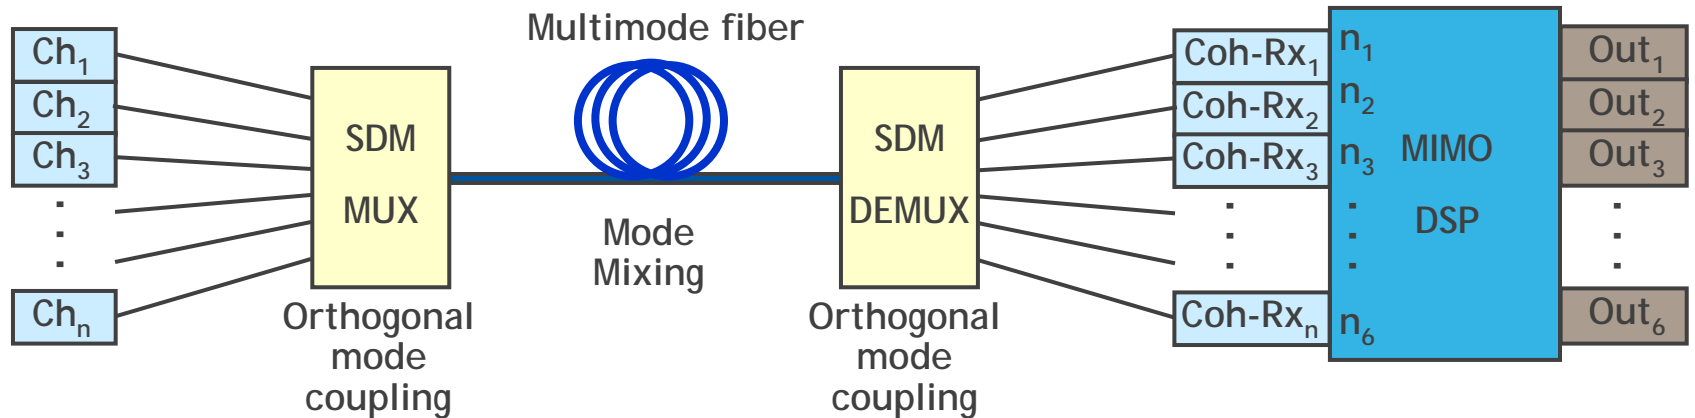 Ch₁
Ch₂
Ch₃
⋮
Chₙ
SDM
MUX
Orthogonal
mode
coupling
Multimode fiber
Mode
Mixing
SDM
DEMUX
Orthogonal
mode
coupling
Coh-Rx₁
Coh-Rx₂
Coh-Rx₃
⋮
Coh-Rxₙ
n₁
n₂
n₃
⋮
n₆
MIMO
DSP
Out₁
Out₂
Out₃
⋮
Out₆